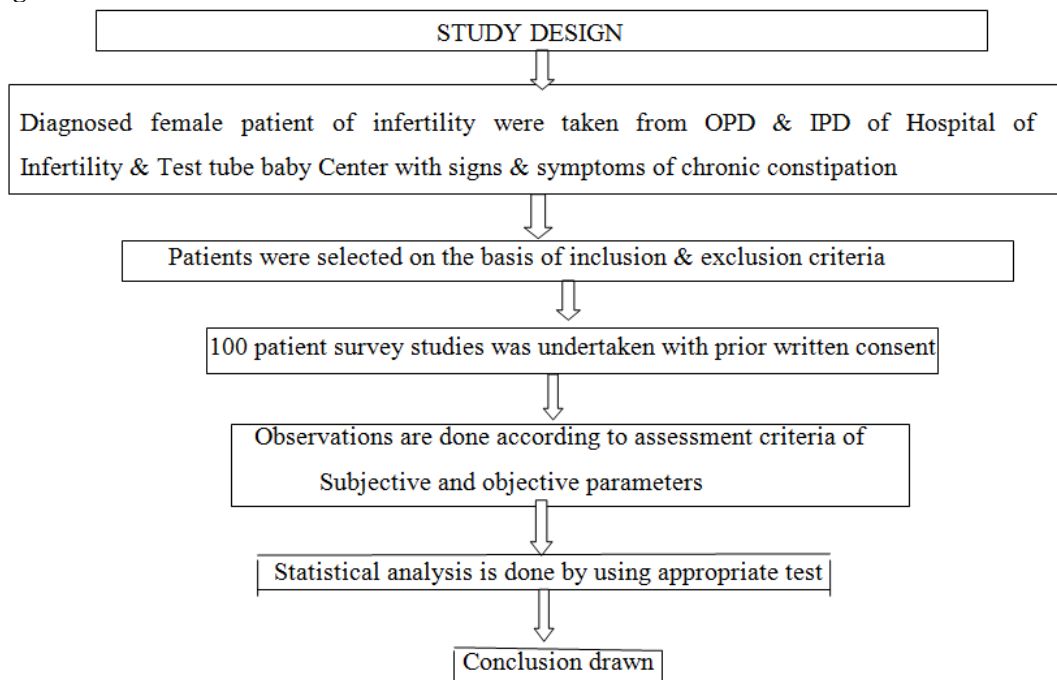 STUDY DESIGN
Diagnosed female patient of infertility were taken from OPD & IPD of Hospital of
Infertility & Test tube baby Center with signs & symptoms of chronic constipation
Patients were selected on the basis of inclusion & exclusion criteria
100 patient survey studies was undertaken with prior written consent
Observations are done according to assessment criteria of
Subjective and objective parameters
Statistical analysis is done by using appropriate test
Conclusion drawn